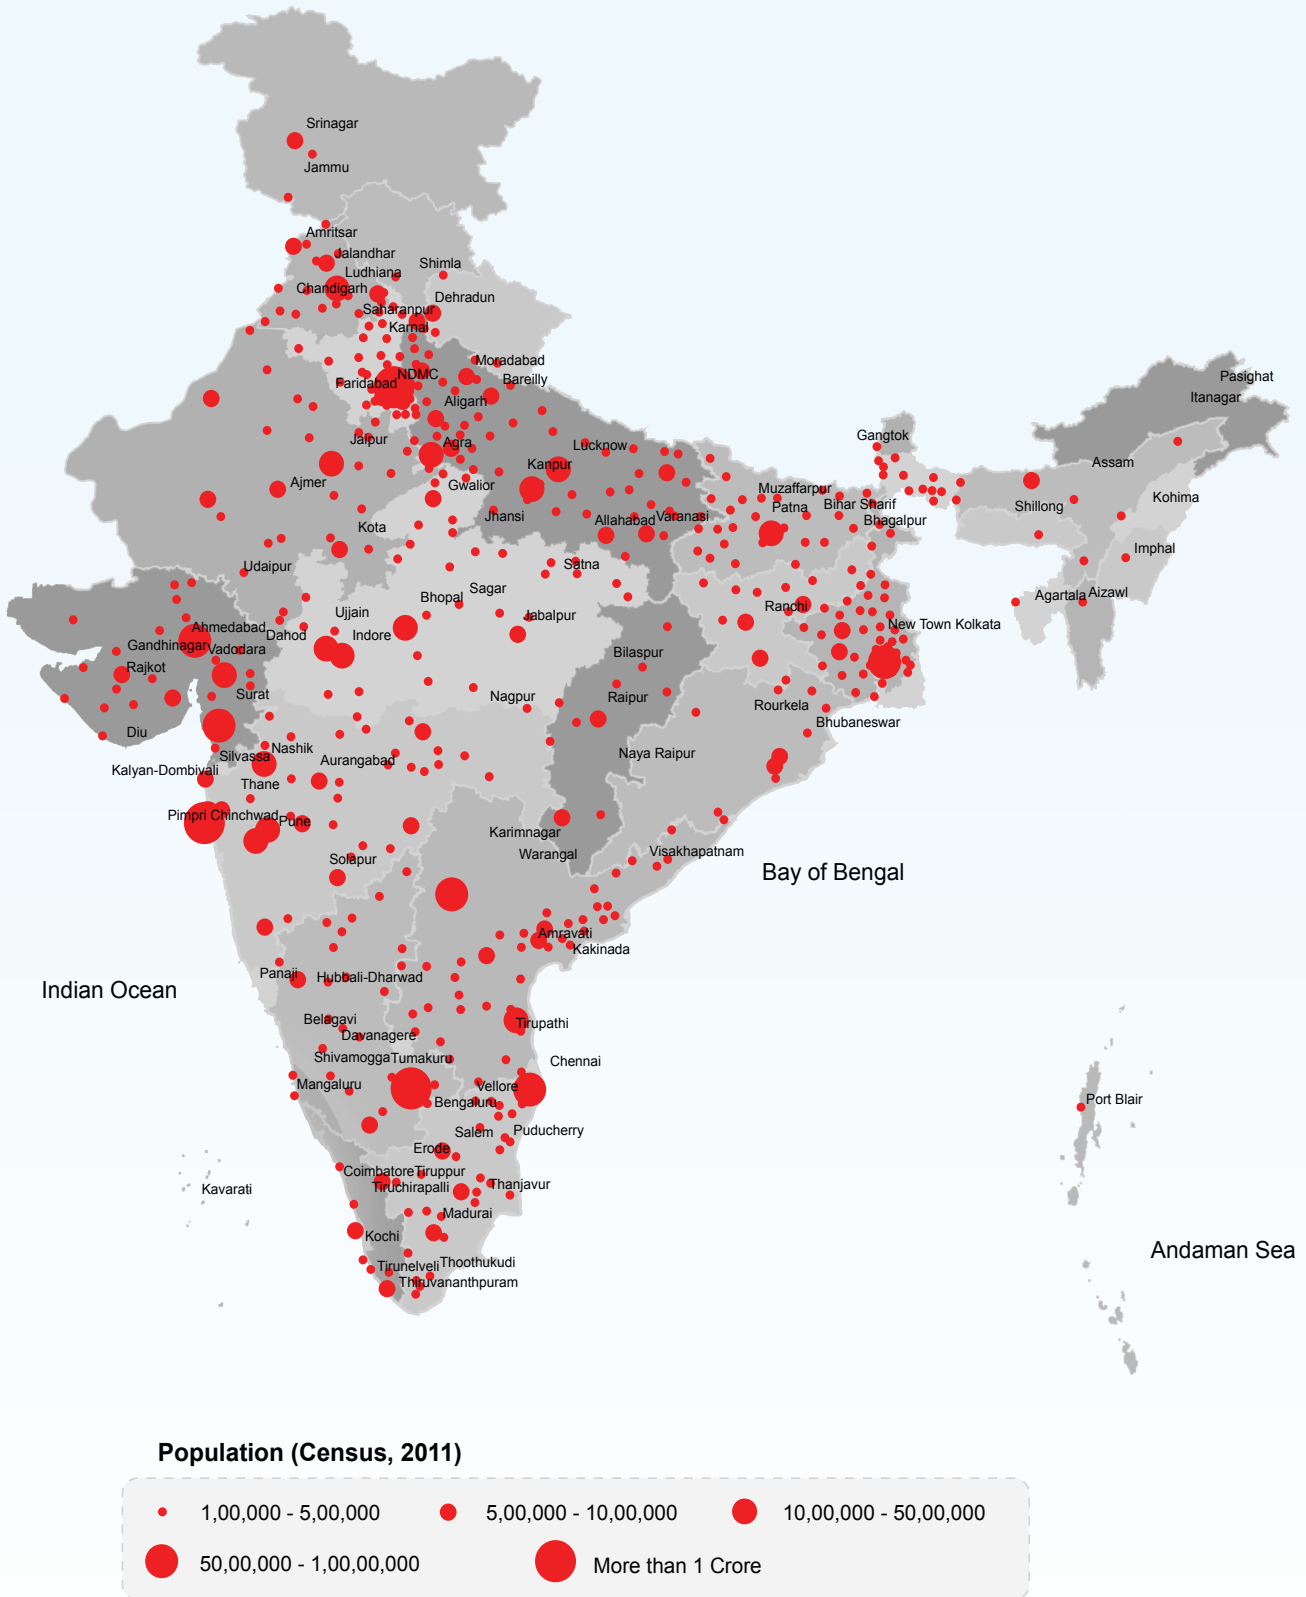 Srinagar
Jammu
Amritsar
Jalandhar
Ludhiana
Shimla
Chandigarh
Dehradun
Saharanpur
Karnal
Moradabad
NDMC
Faridabad
Bareilly
Pasighat
Itanagar
Aligarh
Jaipur
Agra
Lucknow
Gangtok
Assam
Kanpur
Ajmer
Gwalior
Muzaffarpur
Kohima
Bihar Sharif
Patna
Shillong
Jhansi
Allahabad
Varanasi
Bhagalpur
Kota
Imphal
Udaipur
Satna
Sagar
Bhopal
Agartala
Aizawl
Ranchi
Ujjain
Jabalpur
Ahmedabad
Dahod
Indore
New Town Kolkata
Gandhinagar
Vadodara
Bilaspur
Rajkot
Surat
Nagpur
Raipur
Rourkela
Bhubaneswar
Diu
Nashik
Silvassa
Aurangabad
Naya Raipur
Kalyan-Dombivali
Thane
Pimpri Chinchwad
Pune
Karimnagar
Warangal
Visakhapatnam
Solapur
Bay of Bengal
Amravati
Kakinada
Panaji
Hubbali-Dharwad
Indian Ocean
Belagavi
Davanagere
Tirupathi
Shivamogga
Tumakuru
Chennai
Mangaluru
Vellore
Bengaluru
Port Blair
Salem
Puducherry
Erode
Coimbatore
Tiruppur
Kavarati
Tiruchirapalli
Thanjavur
Madurai
Kochi
Andaman Sea
Tirunelveli
Thoothukudi
Thiruvananthpuram
Population (Census, 2011)
1,00,000 - 5,00,000
5,00,000 - 10,00,000
10,00,000 - 50,00,000
50,00,000 - 1,00,00,000
More than 1 Crore